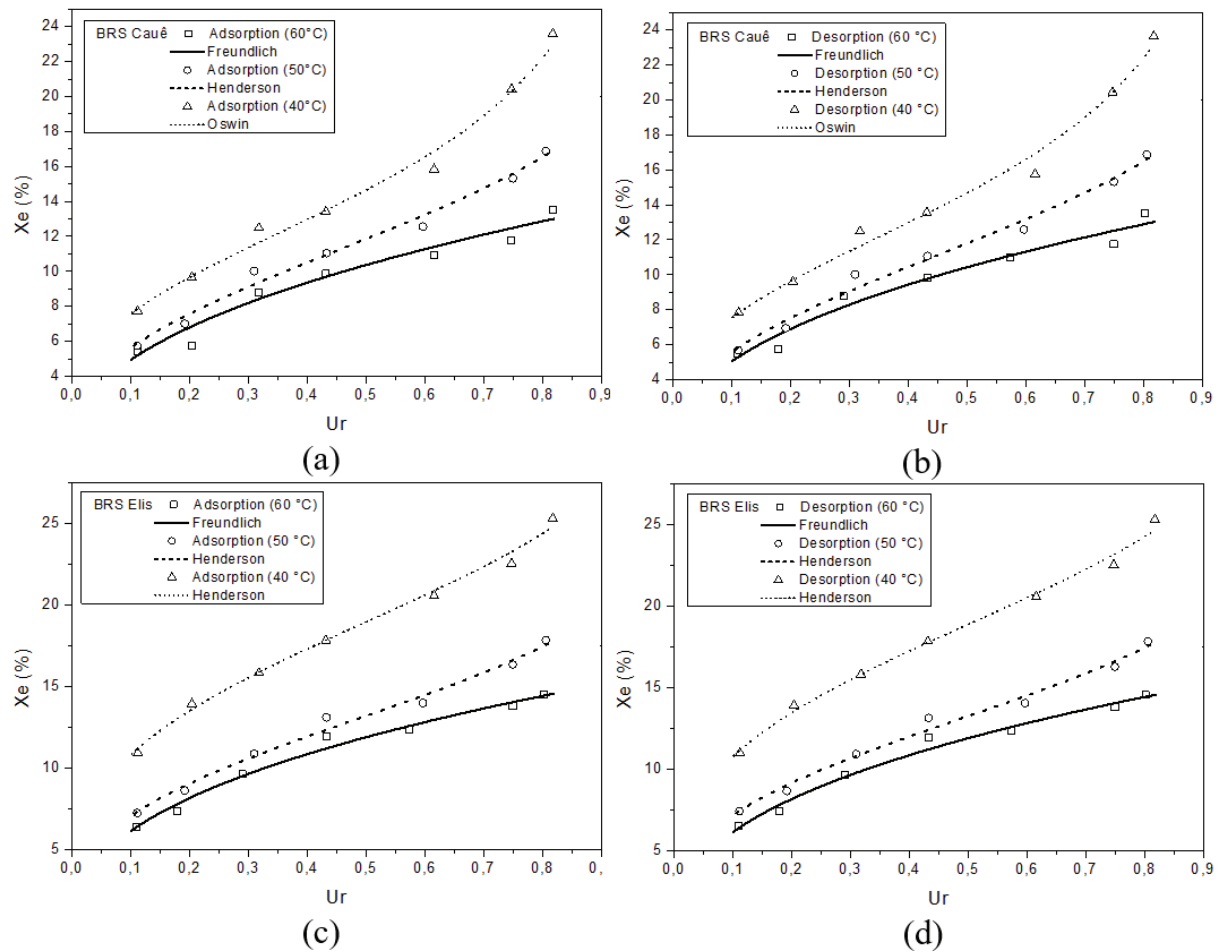 24
22
20
18
16
14
12
10
8
6
4
Xe (%)
BRS Cauê Adsorption (60°C)
Freundlich
Adsorption (50°C)
Henderson
Adsorption (40°C)
Oswin
0,0 0,1 0,2 0,3 0,4 0,5 0,6 0,7 0,8 0,9
Ur
(a)
24
22
20
18
16
14
12
10
8
6
4
Xe (%)
BRS Cauê Desorption (60 °C)
Freundlich
Desorption (50 °C)
Henderson
Desorption (40 °C)
Oswin
0,0 0,1 0,2 0,3 0,4 0,5 0,6 0,7 0,8 0,9
Ur
(b)
25
20
15
10
5
Xe (%)
BRS Elis Adsorption (60 °C)
Freundlich
Adsorption (50 °C)
Henderson
Adsorption (40 °C)
Henderson
0,0 0,1 0,2 0,3 0,4 0,5 0,6 0,7 0,8 0,
Ur
(c)
25
20
15
10
5
Xe (%)
BRS Elis Desorption (60 °C)
Freundlich
Desorption (50 °C)
Henderson
Desorption (40 °C)
Henderson
0,0 0,1 0,2 0,3 0,4 0,5 0,6 0,7 0,8 0,9
Ur
(d)